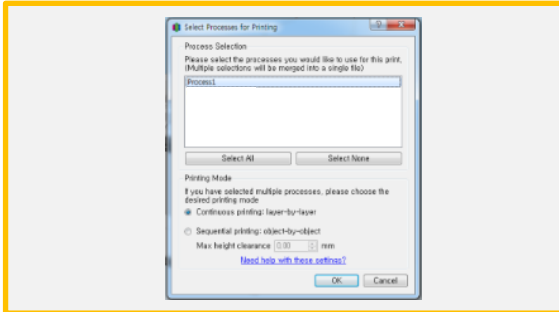 Select Processes for Printing
Process Selection
Please select the processes you would like to use for this print.
(Multiple selections will be merged into a single file)
Process1
Select All
Select None
Printing Mode
If you have selected multiple processes, please choose the
desired printing mode
Continuous printing: layer-by-layer
Sequential printing: object-by-object
Max height clearance 0.00 mm
Need help with these settings?
OK
Cancel